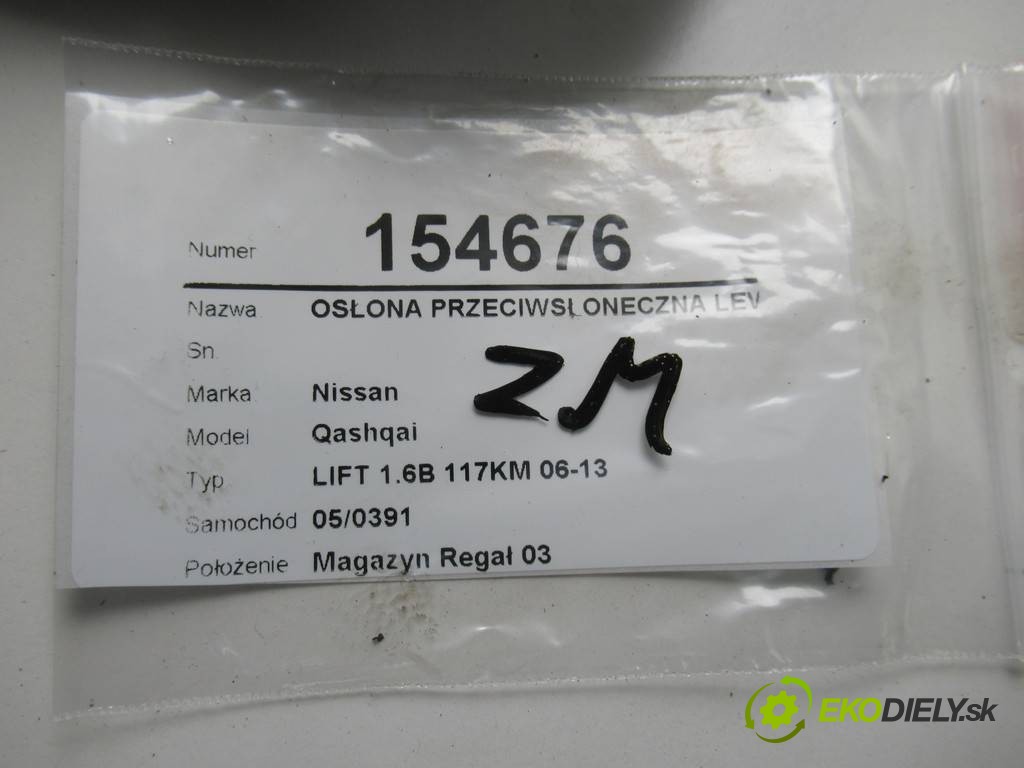 Numer 154676
Nazwa OSŁONA PRZECIWSŁONECZNA LEV
Sn.
Marka Nissan
ZM
Model Qashqai
Typ LIFT 1.6B 117KM 06-13
Samochód 05/0391
Położenie Magazyn Regał 03
EKODIELY.sk